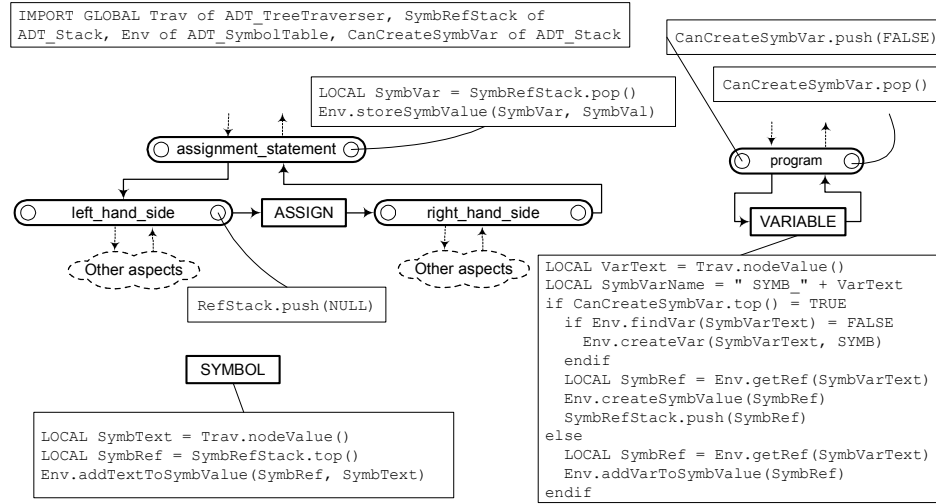 IMPORT GLOBAL Trav of ADT_TreeTraverser, SymbRefStack of
ADT_Stack, Env of ADT_SymbolTable, CanCreateSymbVar of ADT_Stack
CanCreateSymbVar.push(FALSE)
CanCreateSymbVar.pop()
LOCAL SymbVar = SymbRefStack.pop()
Env.storeSymbValue(SymbVar, SymbVal)
assignment_statement
program
left_hand_side
ASSIGN
right_hand_side
VARIABLE
Other aspects
Other aspects
RefStack.push(NULL)
LOCAL VarText = Trav.nodeValue()
LOCAL SymbVarName = " SYMB_" + VarText
if CanCreateSymbVar.top() = TRUE
if Env.findVar(SymbVarText) = FALSE
Env.createVar(SymbVarText, SYMB)
endif
LOCAL SymbRef = Env.getRef(SymbVarText)
Env.createSymbValue(SymbRef)
SymbRefStack.push(SymbRef)
else
LOCAL SymbRef = Env.getRef(SymbVarText)
Env.addVarToSymbValue(SymbRef)
endif
SYMBOL
LOCAL SymbText = Trav.nodeValue()
LOCAL SymbRef = SymbRefStack.top()
Env.addTextToSymbValue(SymbRef, SymbText)